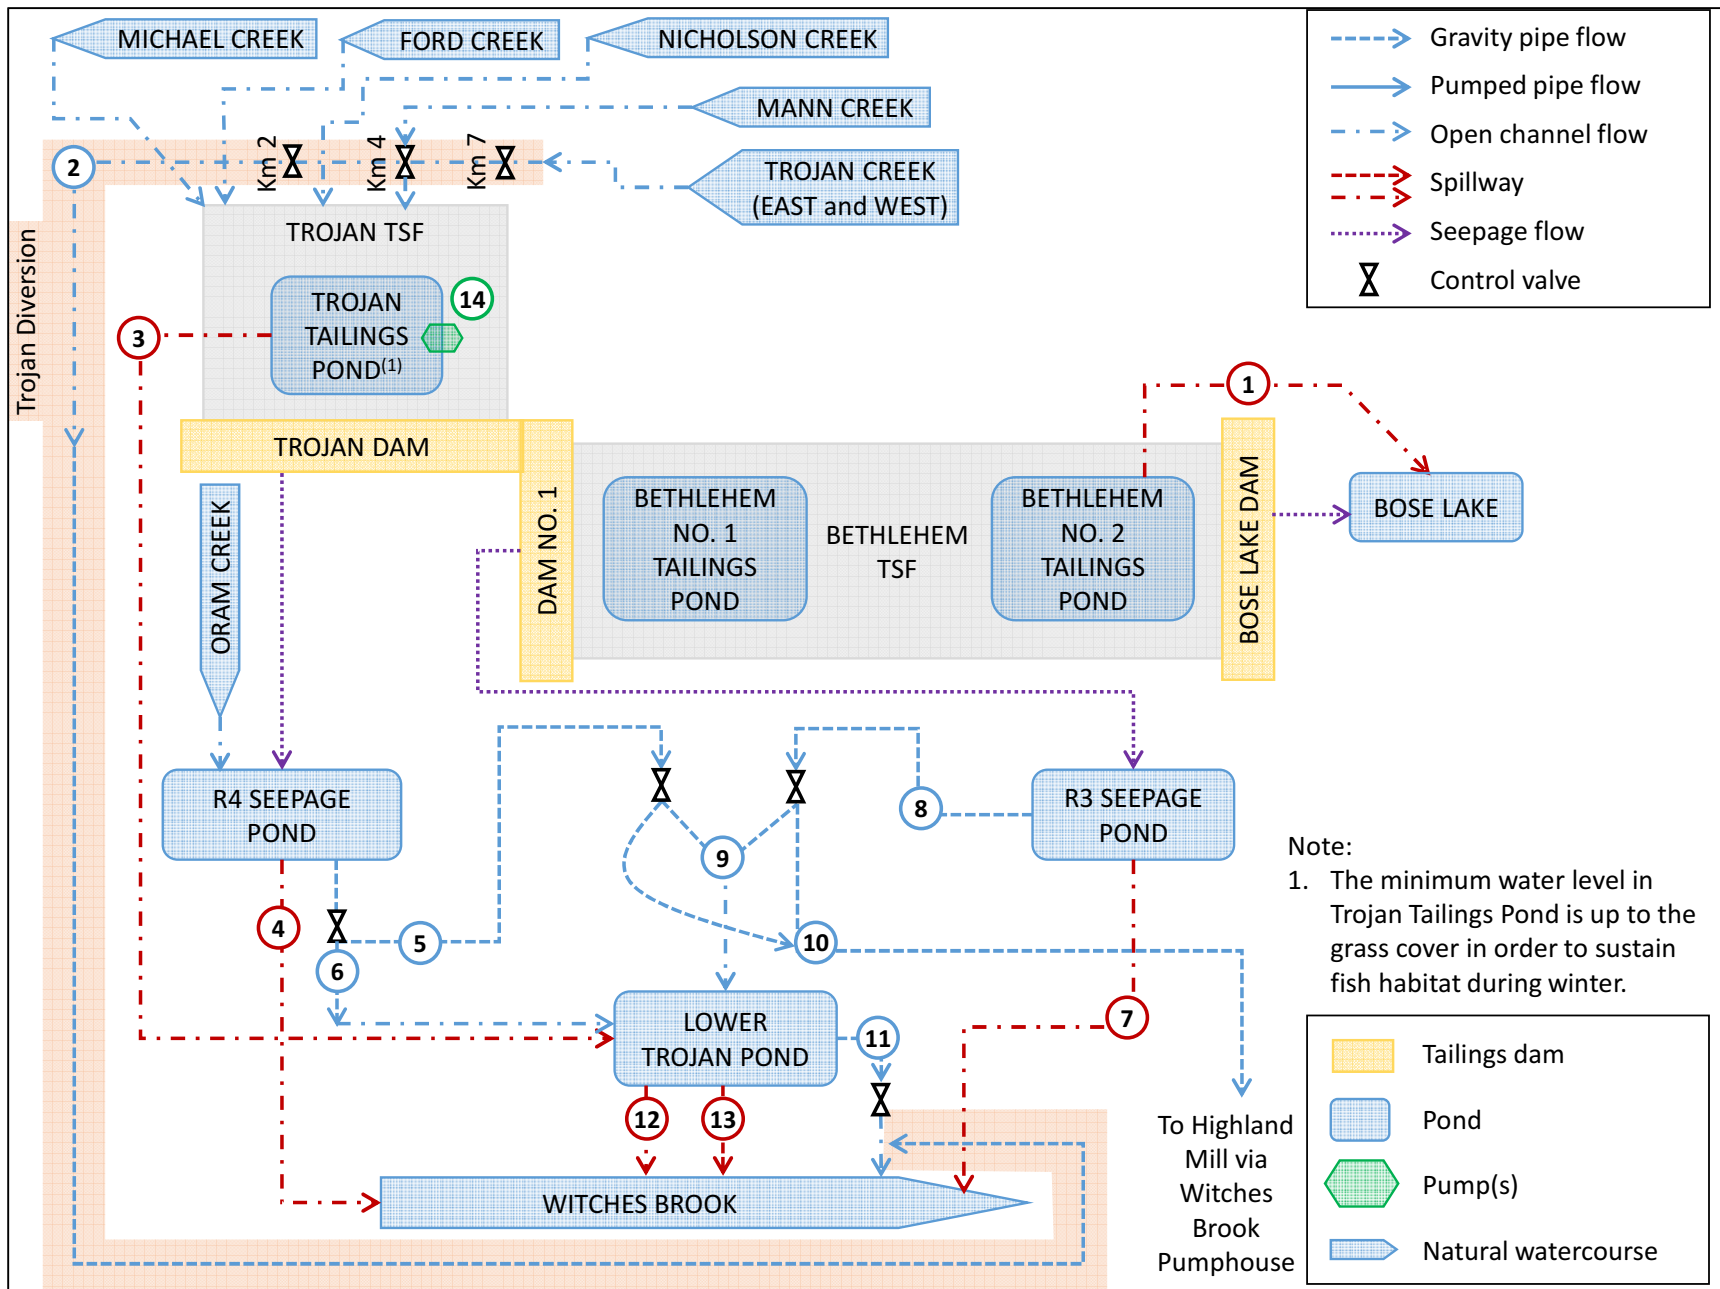 MICHAEL CREEK
FORD CREEK
NICHOLSON CREEK
MANN CREEK
TROJAN CREEK
(EAST and WEST)
Gravity pipe flow
Pumped pipe flow
Open channel flow
Spillway
Seepage flow
Control valve
2
Km 2
Km 4
Km 7
Trojan Diversion
TROJAN TSF
TROJAN
TAILINGS
POND(1)
14
3
TROJAN DAM
DAM NO. 1
BETHLEHEM
NO. 1
TAILINGS
POND
BETHLEHEM
TSF
BETHLEHEM
NO. 2
TAILINGS
POND
1
BOSE LAKE DAM
BOSE LAKE
ORAM CREEK
R4 SEEPAGE
POND
R3 SEEPAGE
POND
8
9
4
5
6
10
7
LOWER
TROJAN POND
11
12
13
WITCHES BROOK
To Highland
Mill via
Witches
Brook
Pumphouse
Note:
1. The minimum water level in
Trojan Tailings Pond is up to the
grass cover in order to sustain
fish habitat during winter.
Tailings dam
Pond
Pump(s)
Natural watercourse